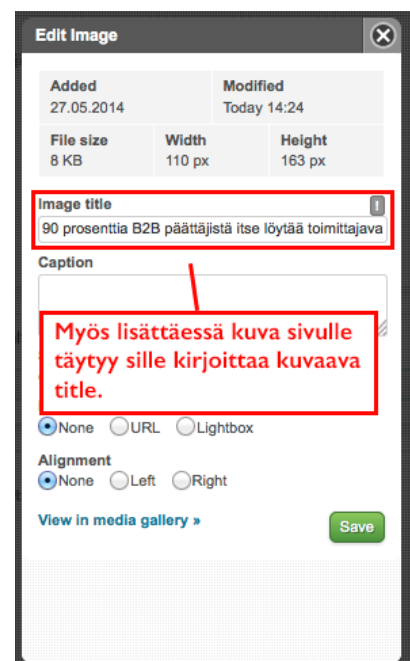 Edit Image
Added Modified
27.05.2014 Today 14:24
File size Width Height
8 KB 110 px 163 px
Image title !
90 prosenttia B2B päättäjistä itse löytää toimittajava
Caption
Myös lisättäessä kuva sivulle
täytyy sille kirjoittaa kuvaava
title.
None URL Lightbox
Alignment
None Left Right
View in media gallery » Save